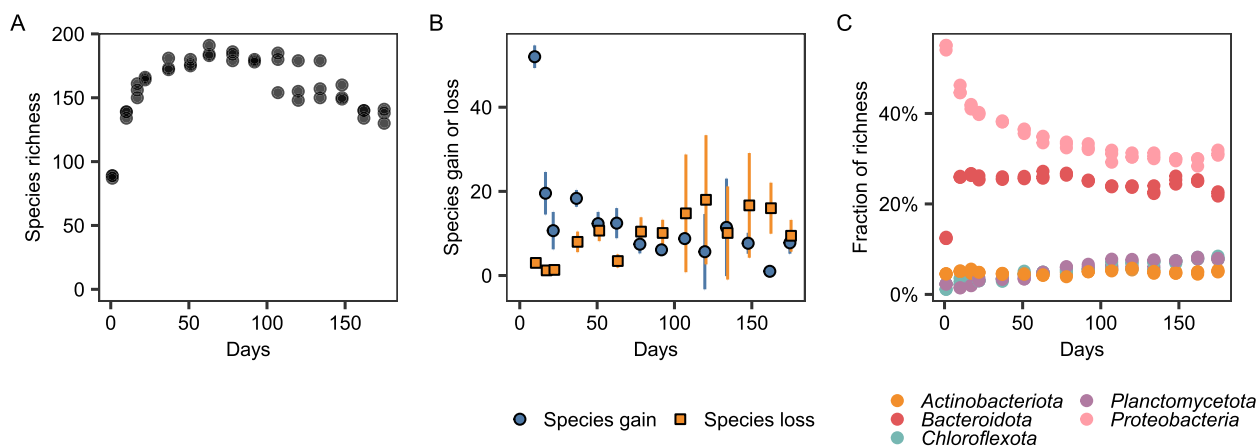 A
B
C
Species richness
200
150
100
50
0
0
50
100
150
Days
Species gain or loss
40
20
0
0
50
100
150
Days
Species gain
Species loss
Fraction of richness
40%
20%
0%
0
50
100
150
Days
Actinobacteriota
Bacteroidota
Chloroflexota
Planctomycetota
Proteobacteria